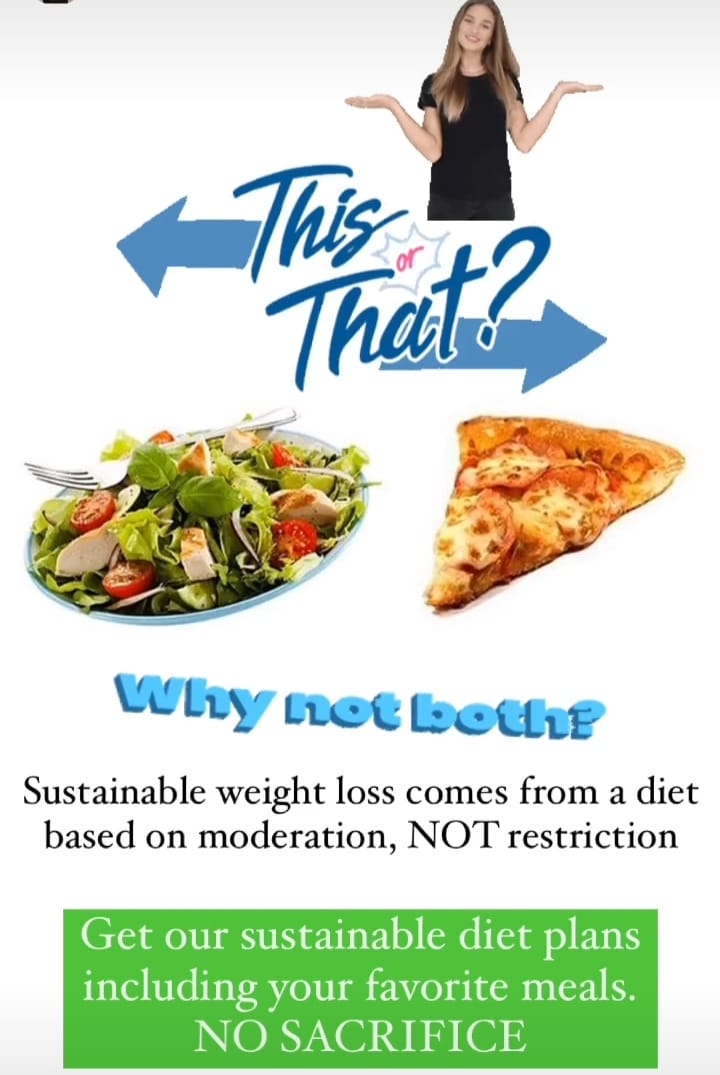 This
or
That?
Why not both?
Sustainable weight loss comes from a diet
based on moderation, NOT restriction
Get our sustainable diet plans
including your favorite meals.
NO SACRIFICE